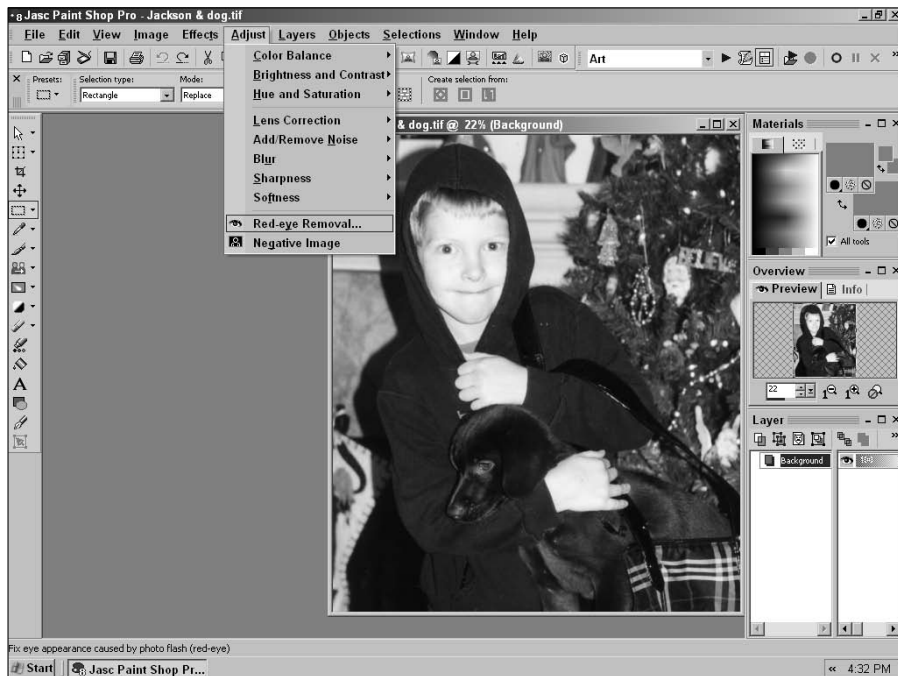 Jasc Paint Shop Pro - Jackson & dog.tif
File Edit View Image Effects Adjust Layers Objects Selections Window Help
Art
Presets: Selection type: Mode: Create selection from:
Rectangle Replace
Color Balance
Brightness and Contrast
Hue and Saturation
Lens Correction
Add/Remove Noise
Blur
Sharpness
Softness
Red-eye Removal...
Negative Image
& dog.tif @ 22% (Background)
BELIEVE
Materials
All tools
Overview
Preview Info
22
Layer
Background
100
Fix eye appearance caused by photo flash (red-eye)
Start Jasc Paint Shop Pr... 4:32 PM